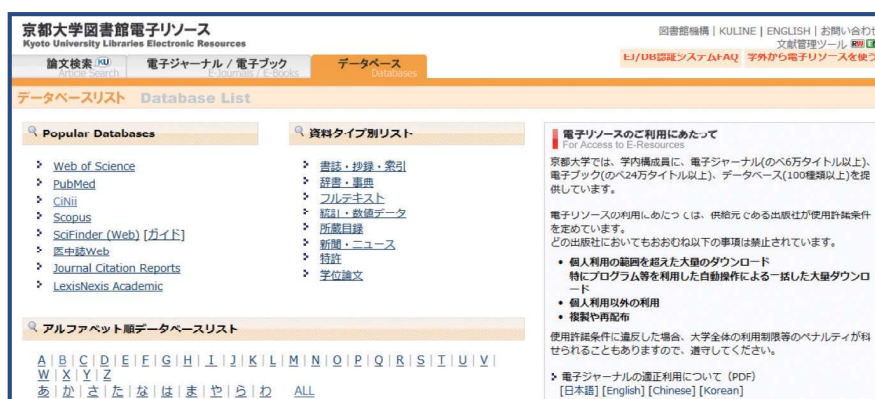 京都大学図書館電子リソース
Kyoto University Libraries Electronic Resources
図書館機構 | KULINE | ENGLISH | お問い合わせ
文献管理ツール
EJ/DB認証システムFAQ 学外から電子リソースを使う
論文検索 KU
Article Search
電子ジャーナル / 電子ブック
E-Journals / E-Books
データベース
Databases
データベースリスト Database List
Popular Databases
Web of Science
PubMed
CiNii
Scopus
SciFinder (Web) [ガイド]
医中誌Web
Journal Citation Reports
LexisNexis Academic
資料タイプ別リスト
書誌・抄録・索引
辞書・事典
フルテキスト
統計・数値データ
所蔵目録
新聞・ニュース
特許
学位論文
アルファベット順データベースリスト
A | B | C | D | E | F | G | H | I | J | K | L | M | N | O | P | Q | R | S | T | U | V |
W | X | Y | Z
あ | か | さ | た | な | は | ま | や | ら | わ ALL
電子リソースのご利用にあたって
For Access to E-Resources
京都大学では、学内構成員に、電子ジャーナル(のべ6万タイトル以上)、
電子ブック(のべ24万タイトル以上)、データベース(100種類以上)を提
供しています。
電子リソースの利用にあたっては、供給元である出版社が使用許諾条件
を定めています。
どの出版社においてもおおむね以下の事項は禁止されています。
• 個人利用の範囲を超えた大量のダウンロード
特にプログラム等を利用した自動操作による一括した大量ダウンロ
ード
• 個人利用以外の利用
• 複製や再配布
使用許諾条件に違反した場合、大学全体の利用制限等のペナルティが科
せられることもありますので、遵守してください。
電子ジャーナルの適正利用について (PDF)
[日本語] [English] [Chinese] [Korean]